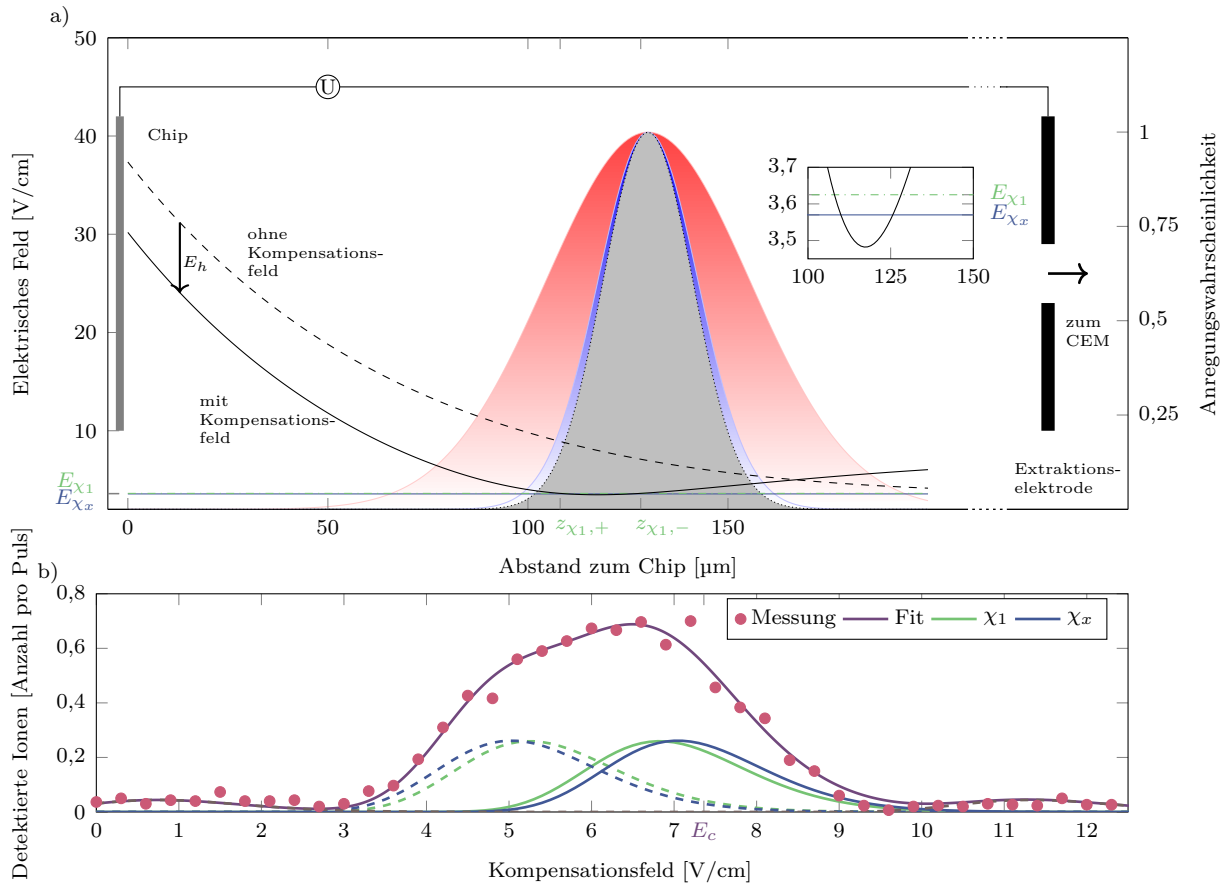 a)
50
40
30
20
10
Elektrisches Feld [V/cm]
U
Chip
ohne
Kompensations-
feld
E_h
mit
Kompensations-
feld
E_χ1
E_χx
3,7
3,6
3,5
100
125
150
E_χ1
E_χx
zum
CEM
Extraktions-
elektrode
1
0,75
0,5
0,25
Anregungswahrscheinlichkeit
0
50
100
z_χ1,+
z_χ1,−
150
Abstand zum Chip [µm]
b)
0,8
0,6
0,4
0,2
0
Detektierte Ionen [Anzahl pro Puls]
Messung
Fit
χ1
χx
0 1 2 3 4 5 6 7 E_c 8 9 10 11 12
Kompensationsfeld [V/cm]